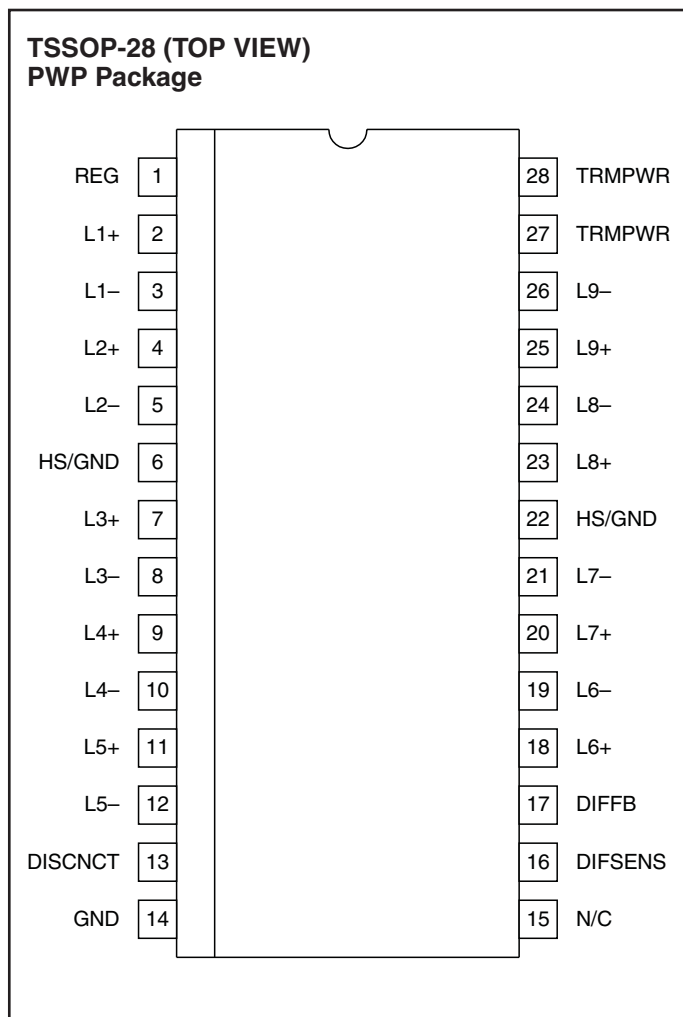 TSSOP-28 (TOP VIEW)
PWP Package
REG 1 28 TRMPWR
L1+ 2 27 TRMPWR
L1– 3 26 L9–
L2+ 4 25 L9+
L2– 5 24 L8–
HS/GND 6 23 L8+
L3+ 7 22 HS/GND
L3– 8 21 L7–
L4+ 9 20 L7+
L4– 10 19 L6–
L5+ 11 18 L6+
L5– 12 17 DIFFB
DISCNCT 13 16 DIFSENS
GND 14 15 N/C